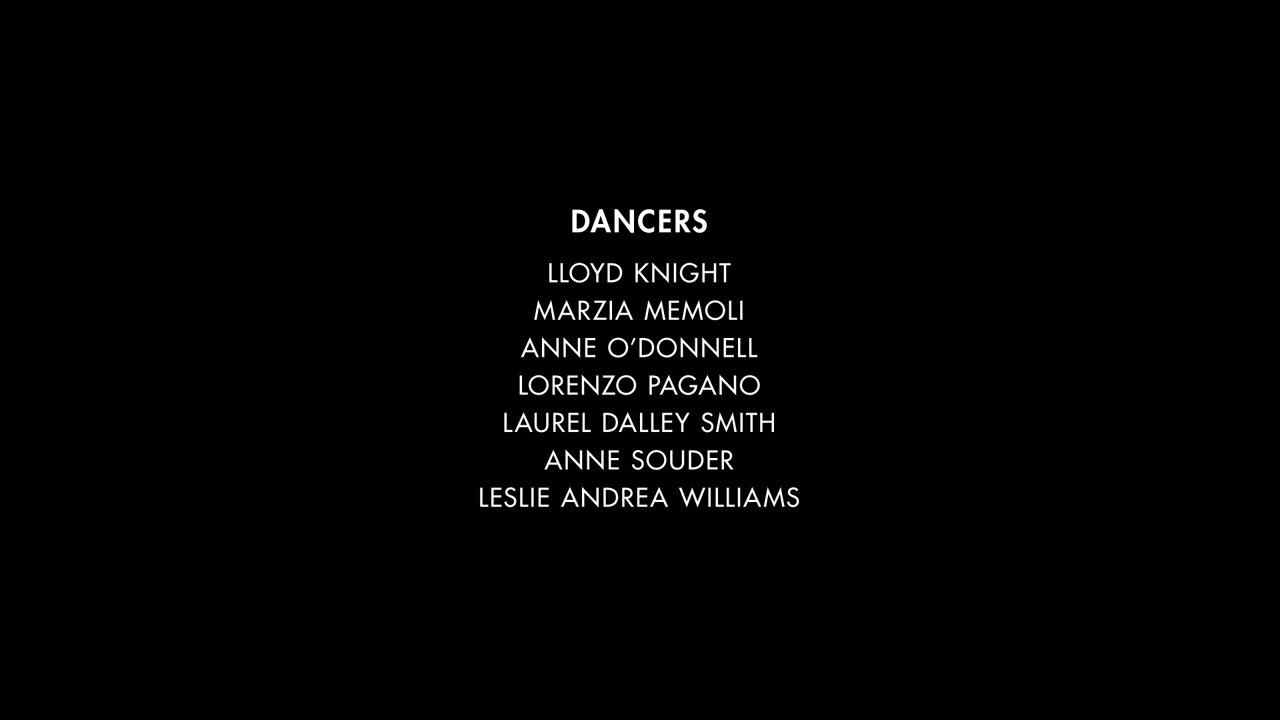 DANCERS
LLOYD KNIGHT
MARZIA MEMOLI
ANNE O’DONNELL
LORENZO PAGANO
LAUREL DALLEY SMITH
ANNE SOUDER
LESLIE ANDREA WILLIAMS